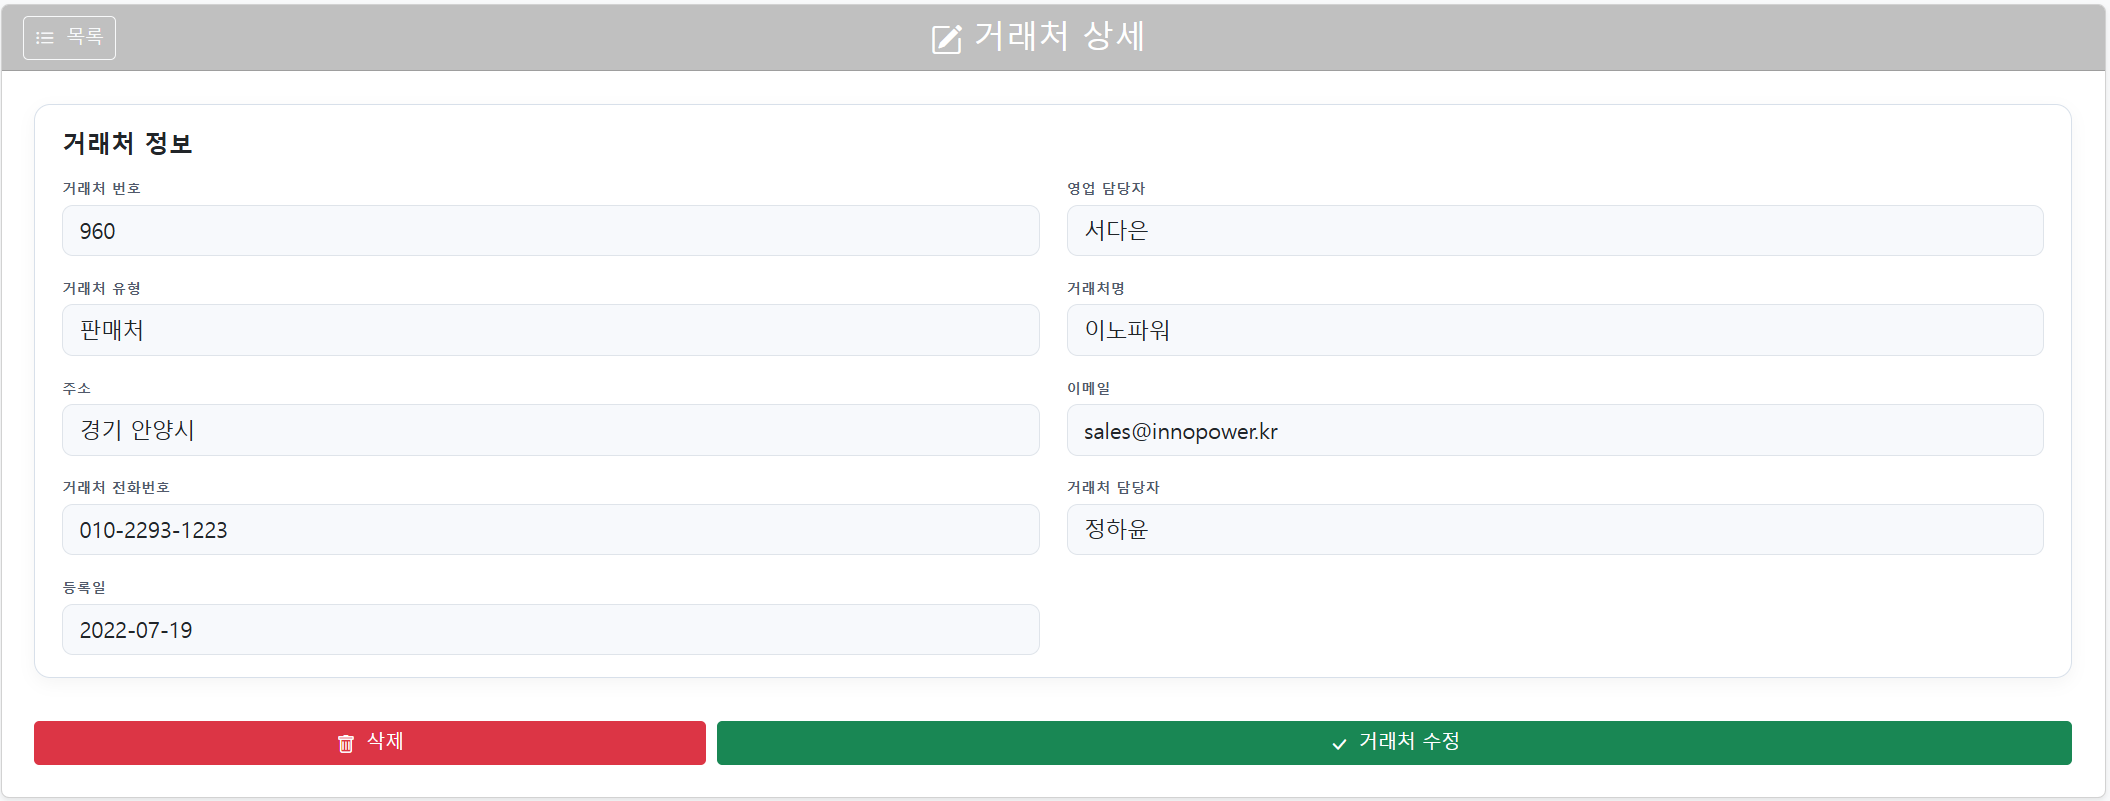 목록
거래처 상세
거래처 정보
거래처 번호
960
영업 담당자
서다은
거래처 유형
판매처
거래처명
이노파워
주소
경기 안양시
이메일
sales@innopower.kr
거래처 전화번호
010-2293-1223
거래처 담당자
정하윤
등록일
2022-07-19
삭제
거래처 수정